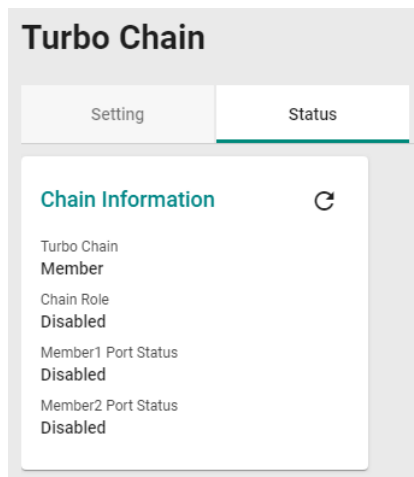 Turbo Chain
Setting
Status
Chain Information
Turbo Chain
Member
Chain Role
Disabled
Member1 Port Status
Disabled
Member2 Port Status
Disabled